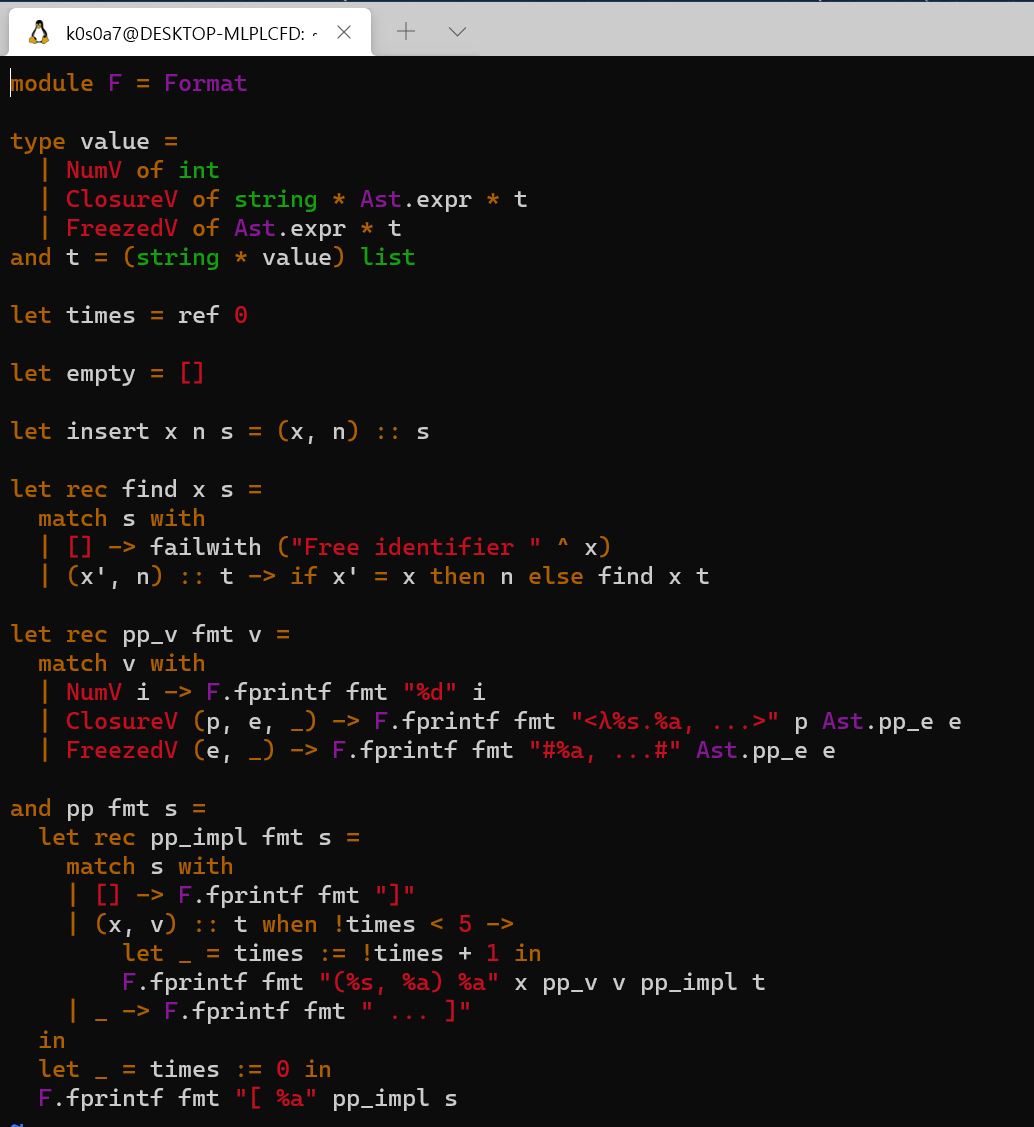 k0s0a7@DESKTOP-MLPLCFD: ~
module F = Format

type value =
  | NumV of int
  | ClosureV of string * Ast.expr * t
  | FreezedV of Ast.expr * t
and t = (string * value) list

let times = ref 0

let empty = []

let insert x n s = (x, n) :: s

let rec find x s =
  match s with
  | [] -> failwith ("Free identifier " ^ x)
  | (x', n) :: t -> if x' = x then n else find x t

let rec pp_v fmt v =
  match v with
  | NumV i -> F.fprintf fmt "%d" i
  | ClosureV (p, e, _) -> F.fprintf fmt "<λ%s.%a, ...>" p Ast.pp_e e
  | FreezedV (e, _) -> F.fprintf fmt "#%a, ...#" Ast.pp_e e

and pp fmt s =
  let rec pp_impl fmt s =
    match s with
    | [] -> F.fprintf fmt "]"
    | (x, v) :: t when !times < 5 ->
        let _ = times := !times + 1 in
        F.fprintf fmt "(%s, %a) %a" x pp_v v pp_impl t
    | _ -> F.fprintf fmt " ... ]"
  in
  let _ = times := 0 in
  F.fprintf fmt "[ %a" pp_impl s
~